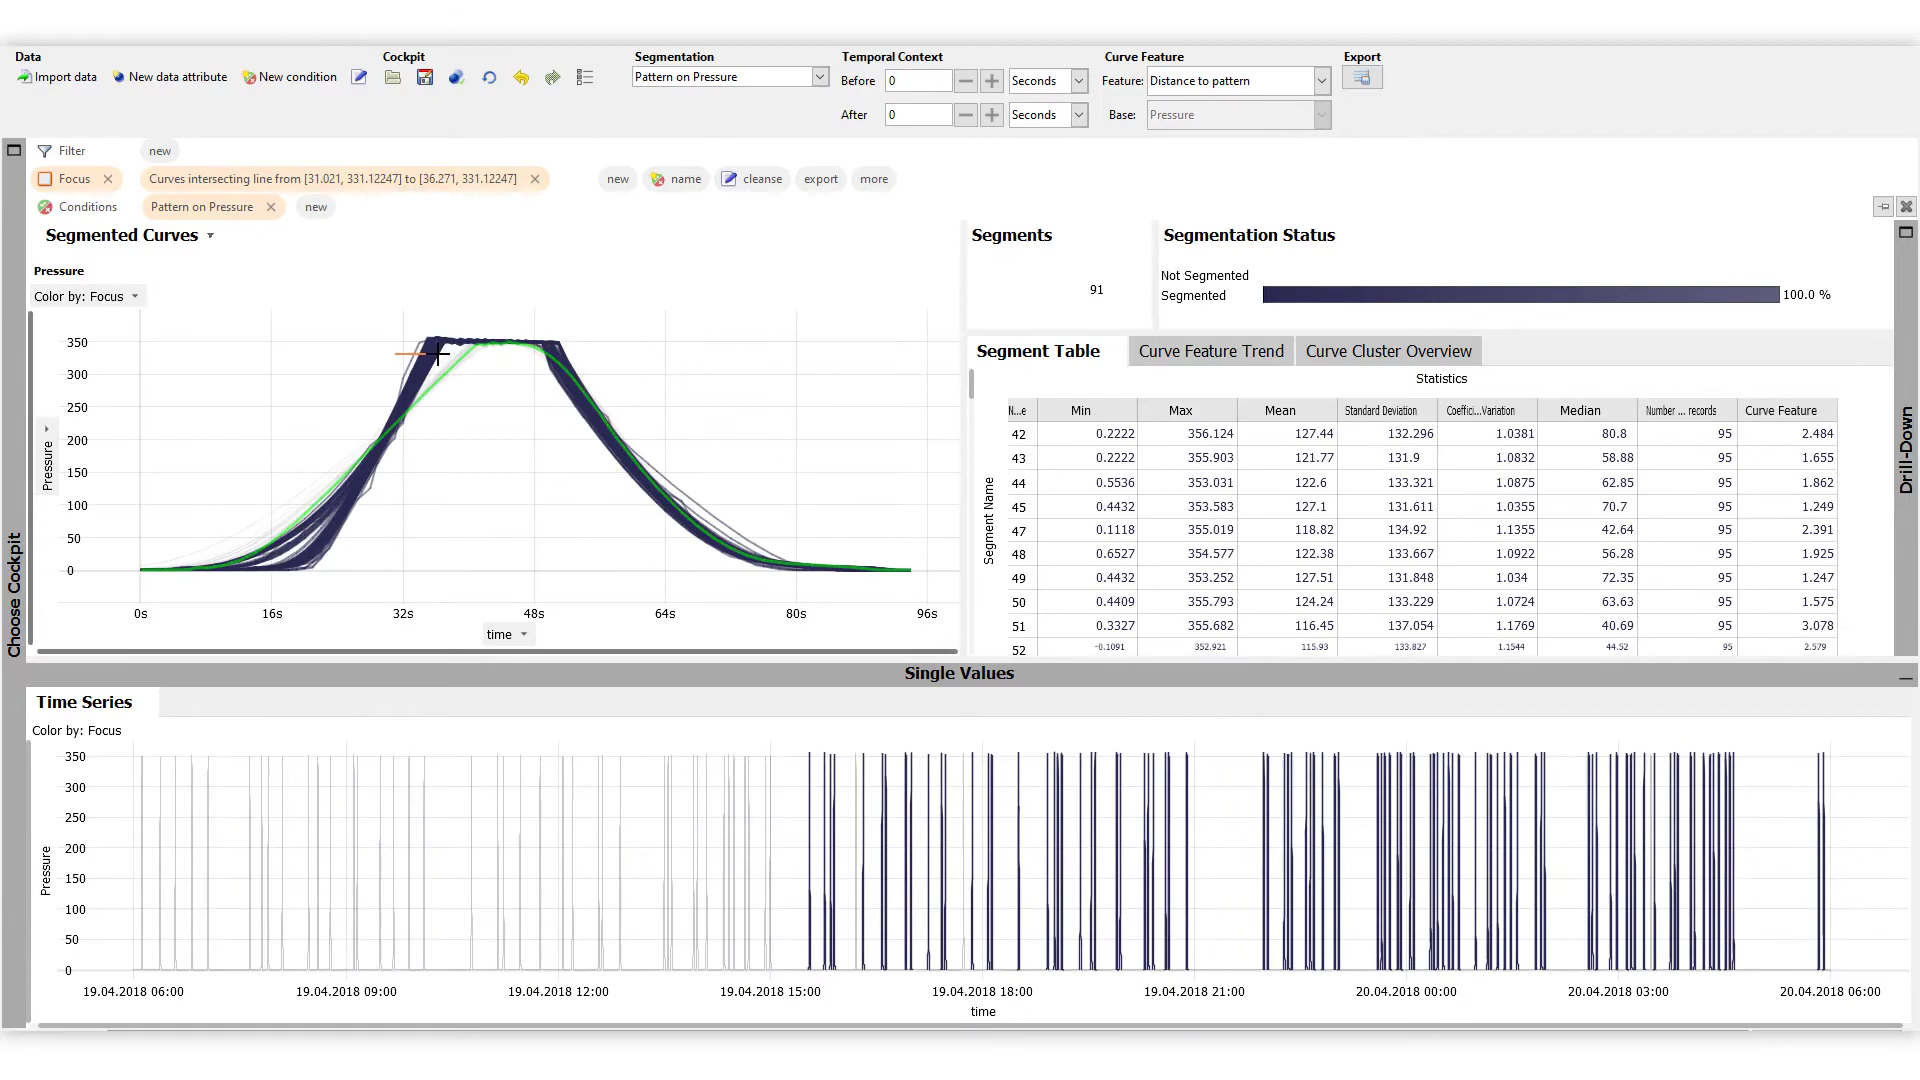 Data
Import data
New data attribute
New condition
Cockpit
Segmentation
Pattern on Pressure
Temporal Context
Before 0 Seconds
After 0 Seconds
Curve Feature
Feature: Distance to pattern
Base: Pressure
Export
Filter new
Focus Curves intersecting line from [31.021, 331.12247] to [36.271, 331.12247] new name cleanse export more
Conditions Pattern on Pressure new
Choose Cockpit
Segmented Curves
Pressure
Color by: Focus
350
300
250
200
150
100
50
0
Pressure
0s 16s 32s 48s 64s 80s 96s
time
Segments
91
Segmentation Status
Not Segmented
Segmented 100.0 %
Drill-Down
Segment Table Curve Feature Trend Curve Cluster Overview
Statistics
Segment Name
N...e Min Max Mean Standard Deviation Coeffici...Variation Median Number ... records Curve Feature
42 0.2222 356.124 127.44 132.296 1.0381 80.8 95 2.484
43 0.2222 355.903 121.77 131.9 1.0832 58.88 95 1.655
44 0.5536 353.031 122.6 133.321 1.0875 62.85 95 1.862
45 0.4432 353.583 127.1 131.611 1.0355 70.7 95 1.249
47 0.1118 355.019 118.82 134.92 1.1355 42.64 95 2.391
48 0.6527 354.577 122.38 133.667 1.0922 56.28 95 1.925
49 0.4432 353.252 127.51 131.848 1.034 72.35 95 1.247
50 0.4409 355.793 124.24 133.229 1.0724 63.63 95 1.575
51 0.3327 355.682 116.45 137.054 1.1769 40.69 95 3.078
52 -0.1091 352.921 115.93 133.827 1.1544 44.52 95 2.579
Single Values
Time Series
Color by: Focus
350
300
250
200
150
100
50
0
Pressure
19.04.2018 06:00 19.04.2018 09:00 19.04.2018 12:00 19.04.2018 15:00 19.04.2018 18:00 19.04.2018 21:00 20.04.2018 00:00 20.04.2018 03:00 20.04.2018 06:00
time